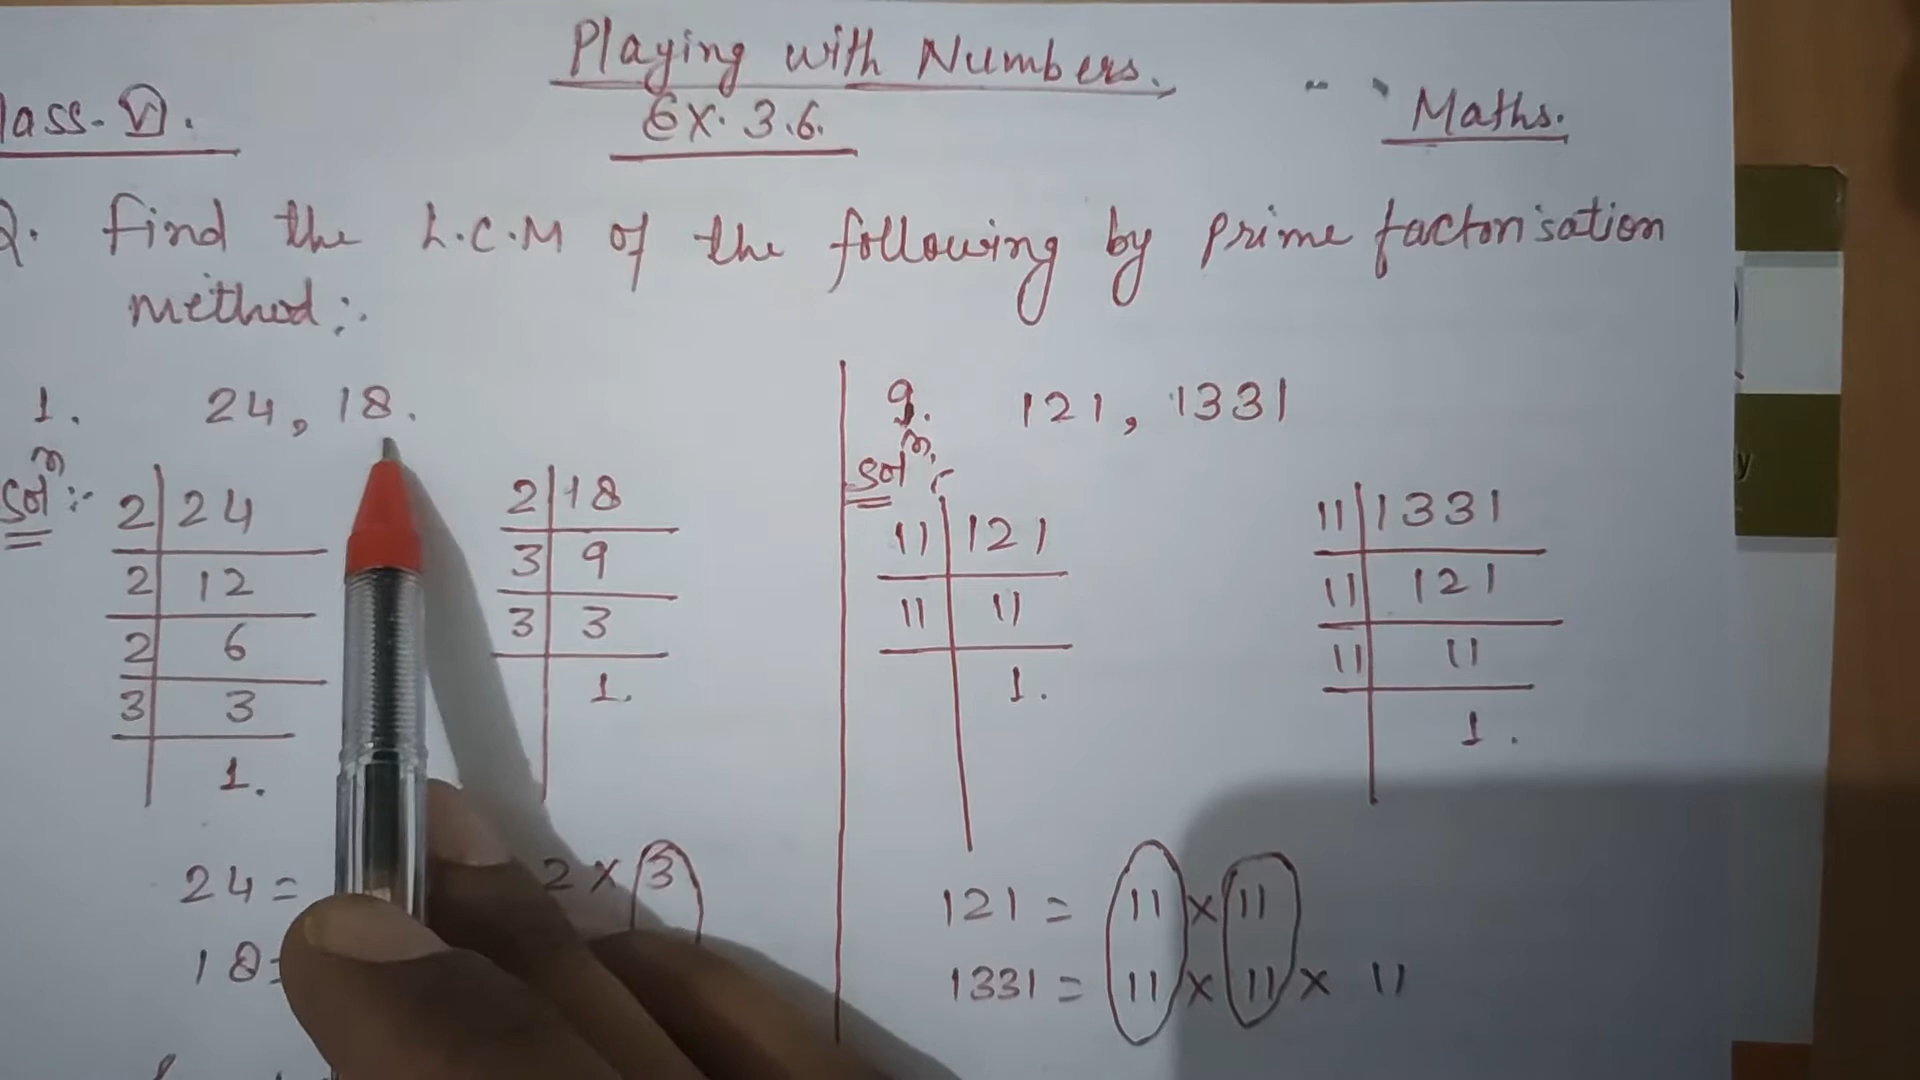 Playing with Numbers.
lass - V.
Ex. 3.6.
Maths.
Q. Find the L.C.M of the following by prime factorisation
method :-
1. 24, 18.
Solⁿ :-
2 | 24
2 | 12
2 | 6
3 | 3
1.
2 | 18
3 | 9
3 | 3
1.
24 = 2 x 3
18 =
9. 121, 1331
Solⁿ. :-
11 | 121
11 | 11
1.
11 | 1331
11 | 121
11 | 11
1.
121 = 11 x 11
1331 = 11 x 11 x 11
y